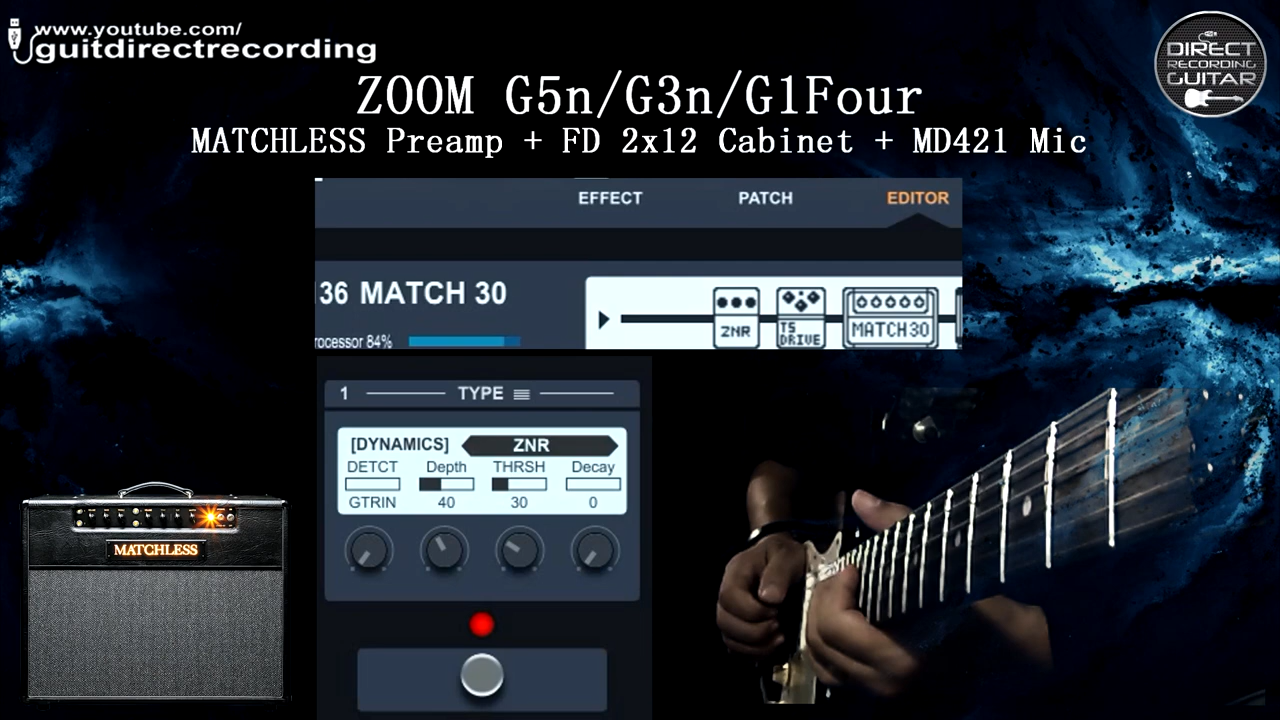 www.youtube.com/
guitdirectrecording
DIRECT
RECORDING
GUITAR
ZOOM G5n/G3n/G1Four
MATCHLESS Preamp + FD 2x12 Cabinet + MD421 Mic
EFFECT PATCH EDITOR
36 MATCH 30
rocessor 84%
ZNR TS DRIVE MATCH30
1 TYPE
[DYNAMICS] ZNR
DETCT Depth THRSH Decay
GTRIN 40 30 0
MATCHLESS